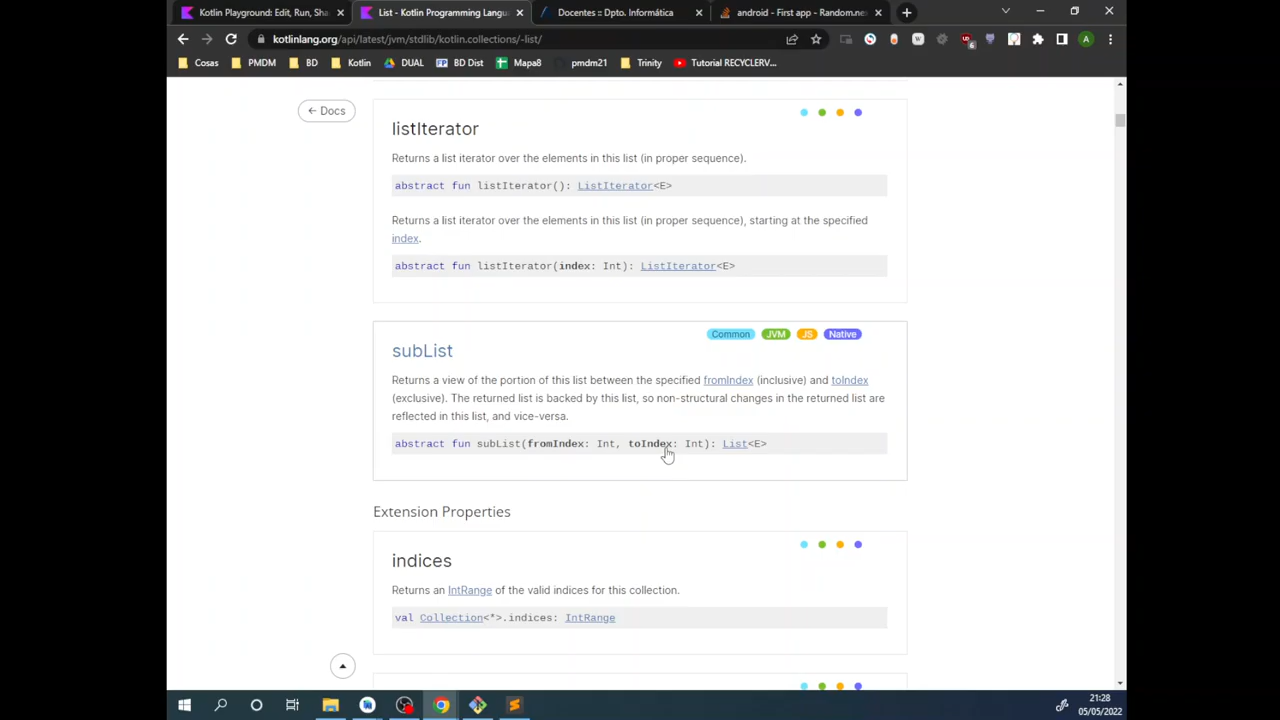 Kotlin Playground: Edit, Run, Sha
List - Kotlin Programming Langu
Docentes :: Dpto. Informática
android - First app - Random.ne
kotlinlang.org/api/latest/jvm/stdlib/kotlin.collections/-list/
6
A
Cosas
PMDM
BD
Kotlin
DUAL
BD Dist
Mapa8
pmdm21
Trinity
Tutorial RECYCLERV...
← Docs
listIterator
Returns a list iterator over the elements in this list (in proper sequence).
abstract fun listIterator(): ListIterator<E>
Returns a list iterator over the elements in this list (in proper sequence), starting at the specified
index.
abstract fun listIterator(index: Int): ListIterator<E>
Common JVM JS Native
subList
Returns a view of the portion of this list between the specified fromIndex (inclusive) and toIndex
(exclusive). The returned list is backed by this list, so non-structural changes in the returned list are
reflected in this list, and vice-versa.
abstract fun subList(fromIndex: Int, toIndex: Int): List<E>
Extension Properties
indices
Returns an IntRange of the valid indices for this collection.
val Collection<*>.indices: IntRange
21:28
05/05/2022